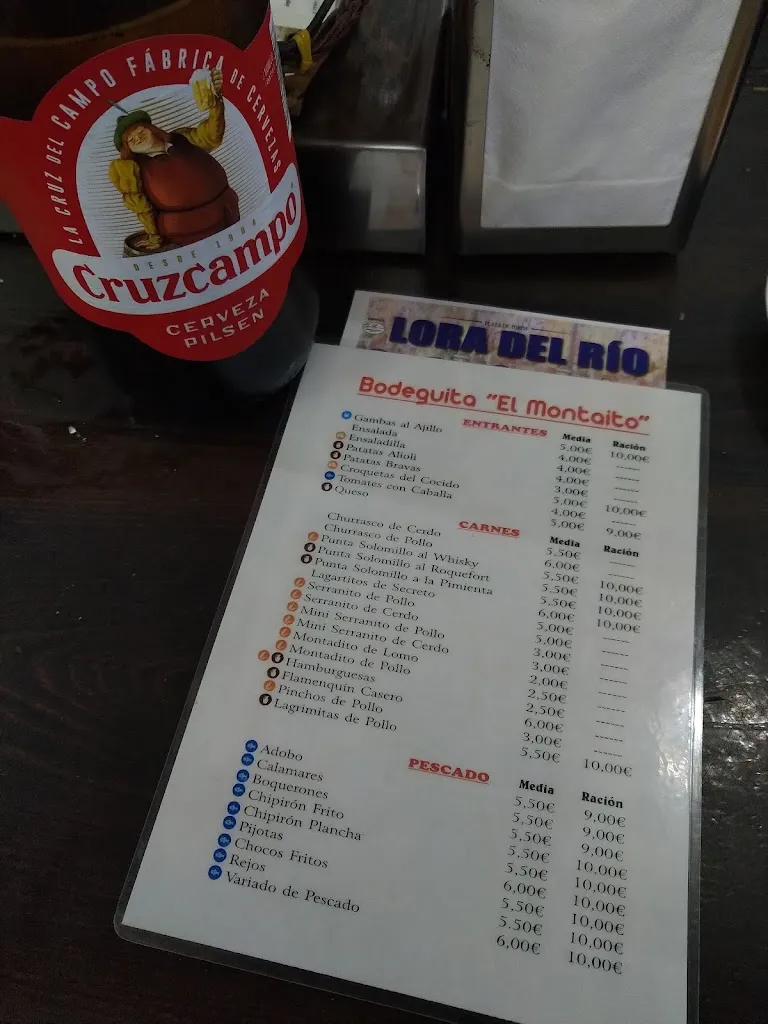 LA CRUZ DEL CAMPO FÁBRICA DE CERVEZAS
DESDE 1904
Cruzcampo
CERVEZA
PILSEN
PLAZA DE TOROS
LORA DEL RÍO
Bodeguita "El Montaito"
ENTRANTES Media Ración
Gambas al Ajillo 5,00€ 10,00€
Ensalada 4,00€ ------
Ensaladilla 4,00€ ------
Patatas Alioli 4,00€ ------
Patatas Bravas 3,00€ ------
Croquetas del Cocido 5,00€ 10,00€
Tomates con Caballa 4,00€ ------
Queso 5,00€ 9,00€
CARNES Media Ración
Churrasco de Cerdo 5.50€ ------
Churrasco de Pollo 6,00€ ------
Punta Solomillo al Whisky 5.50€ 10,00€
Punta Solomillo al Roquefort 5.50€ 10,00€
Punta Solomillo a la Pimienta 5.50€ 10,00€
Lagartitos de Secreto 6,00€ 10,00€
Serranito de Pollo 5,00€ ------
Serranito de Cerdo 5,00€ ------
Mini Serranito de Pollo 3,00€ ------
Mini Serranito de Cerdo 3,00€ ------
Montadito de Lomo 2,00€ ------
Montadito de Pollo 2,50€ ------
Hamburguesas 2,50€ ------
Flamenquín Casero 6,00€ ------
Pinchos de Pollo 3,00€ ------
Lagrimitas de Pollo 5,50€ 10,00€
PESCADO Media Ración
Adobo 5,50€ 9,00€
Calamares 5,50€ 9,00€
Boquerones 5,50€ 9,00€
Chipirón Frito 5,50€ 10,00€
Chipirón Plancha 5,50€ 10,00€
Pijotas 6,00€ 10,00€
Chocos Fritos 5,50€ 10,00€
Rejos 5.50€ 10,00€
Variado de Pescado 6,00€ 10,00€